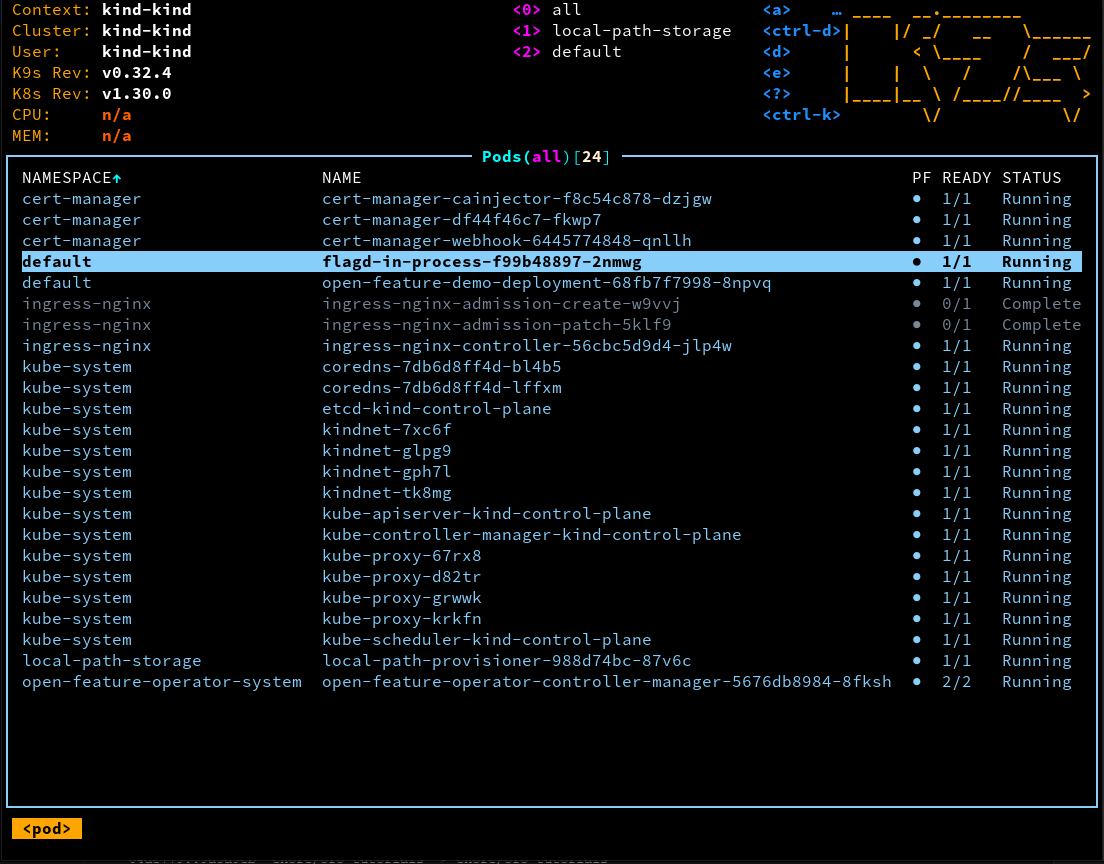 Context: kind-kind <0> all <a> …
Cluster: kind-kind <1> local-path-storage <ctrl-d>
User: kind-kind <2> default <d>
K9s Rev: v0.32.4 <e>
K8s Rev: v1.30.0 <?>
CPU: n/a <ctrl-k>
MEM: n/a
Pods(all)[24]
NAMESPACE↑ NAME PF READY STATUS
cert-manager cert-manager-cainjector-f8c54c878-dzjgw ● 1/1 Running
cert-manager cert-manager-df44f46c7-fkwp7 ● 1/1 Running
cert-manager cert-manager-webhook-6445774848-qnllh ● 1/1 Running
default flagd-in-process-f99b48897-2nmwg ● 1/1 Running
default open-feature-demo-deployment-68fb7f7998-8npvq ● 1/1 Running
ingress-nginx ingress-nginx-admission-create-w9vvj ● 0/1 Complete
ingress-nginx ingress-nginx-admission-patch-5klf9 ● 0/1 Complete
ingress-nginx ingress-nginx-controller-56cbc5d9d4-jlp4w ● 1/1 Running
kube-system coredns-7db6d8ff4d-bl4b5 ● 1/1 Running
kube-system coredns-7db6d8ff4d-lffxm ● 1/1 Running
kube-system etcd-kind-control-plane ● 1/1 Running
kube-system kindnet-7xc6f ● 1/1 Running
kube-system kindnet-glpg9 ● 1/1 Running
kube-system kindnet-gph7l ● 1/1 Running
kube-system kindnet-tk8mg ● 1/1 Running
kube-system kube-apiserver-kind-control-plane ● 1/1 Running
kube-system kube-controller-manager-kind-control-plane ● 1/1 Running
kube-system kube-proxy-67rx8 ● 1/1 Running
kube-system kube-proxy-d82tr ● 1/1 Running
kube-system kube-proxy-grwwk ● 1/1 Running
kube-system kube-proxy-krkfn ● 1/1 Running
kube-system kube-scheduler-kind-control-plane ● 1/1 Running
local-path-storage local-path-provisioner-988d74bc-87v6c ● 1/1 Running
open-feature-operator-system open-feature-operator-controller-manager-5676db8984-8fksh ● 2/2 Running
<pod>